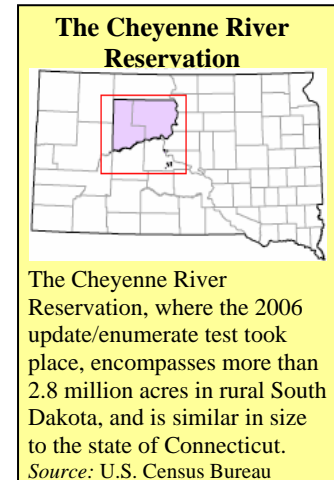 The Cheyenne River
Reservation
The Cheyenne River
Reservation, where the 2006
update/enumerate test took
place, encompasses more than
2.8 million acres in rural South
Dakota, and is similar in size
to the state of Connecticut.
Source: U.S. Census Bureau